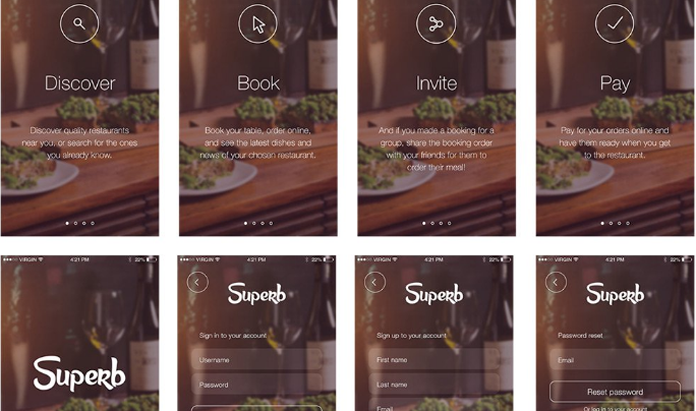 Discover
Discover quality restaurants
near you, or search for the ones
you already know.
Book
Book your table, order online,
and see the latest dishes and
news of your chosen restaurant.
Invite
And if you made a booking for a
group, share the booking order
with your friends for them to
order their meal!
Pay
Pay for your orders online and
have them ready when you get
to the restaurant.
VIRGIN 4:21 PM 22%
Superb
VIRGIN 4:21 PM 22%
Superb
Sign in to your account
Username
Password
VIRGIN 4:21 PM 22%
Superb
Sign up to your account
First name
Last name
Email
VIRGIN 4:21 PM 22%
Superb
Password reset
Email
Reset password
Or log in to your account